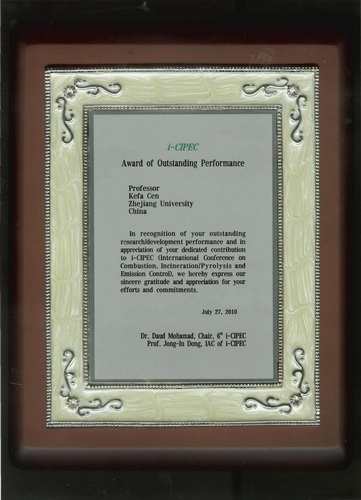 i-CIPEC
Award of Outstanding Performance
Professor
Kefa Cen
Zhejiang University
China
In recognition of your outstanding
research/development performance and in
appreciation of your dedicated contribution
to i-CIPEC (International Conference on
Combustion, Incineration/Pyrolysis and
Emission Control), we hereby express our
sincere gratitude and appreciation for your
efforts and commitments.
July 27, 2010
Dr. Daud Mohamad, Chair, 6th i-CIPEC
Prof. Jong-In Dong, IAC of i-CIPEC